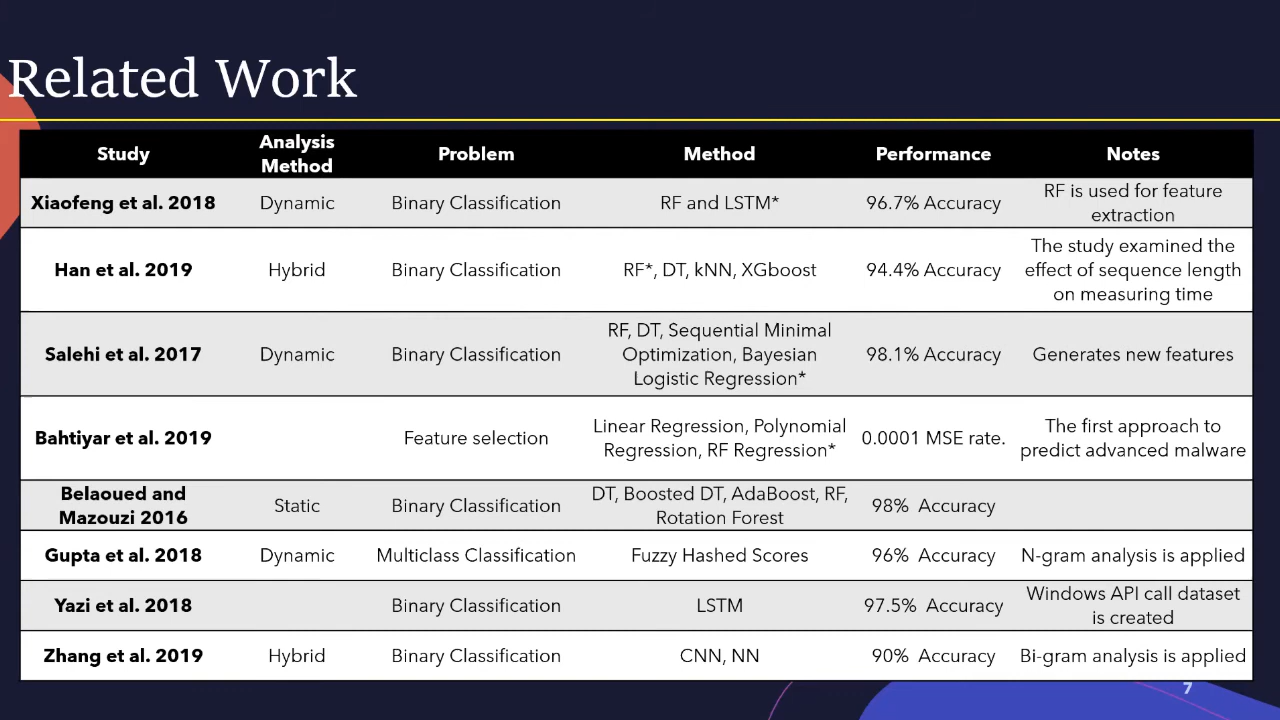 Related Work
Study
Analysis
Method
Problem
Method
Performance
Notes
Xiaofeng et al. 2018
Dynamic
Binary Classification
RF and LSTM*
96.7% Accuracy
RF is used for feature
extraction
Han et al. 2019
Hybrid
Binary Classification
RF*, DT, kNN, XGboost
94.4% Accuracy
The study examined the
effect of sequence length
on measuring time
Salehi et al. 2017
Dynamic
Binary Classification
RF, DT, Sequential Minimal
Optimization, Bayesian
Logistic Regression*
98.1% Accuracy
Generates new features
Bahtiyar et al. 2019
Feature selection
Linear Regression, Polynomial
Regression, RF Regression*
0.0001 MSE rate.
The first approach to
predict advanced malware
Belaoued and
Mazouzi 2016
Static
Binary Classification
DT, Boosted DT, AdaBoost, RF,
Rotation Forest
98% Accuracy
Gupta et al. 2018
Dynamic
Multiclass Classification
Fuzzy Hashed Scores
96% Accuracy
N-gram analysis is applied
Yazi et al. 2018
Binary Classification
LSTM
97.5% Accuracy
Windows API call dataset
is created
Zhang et al. 2019
Hybrid
Binary Classification
CNN, NN
90% Accuracy
Bi-gram analysis is applied
7